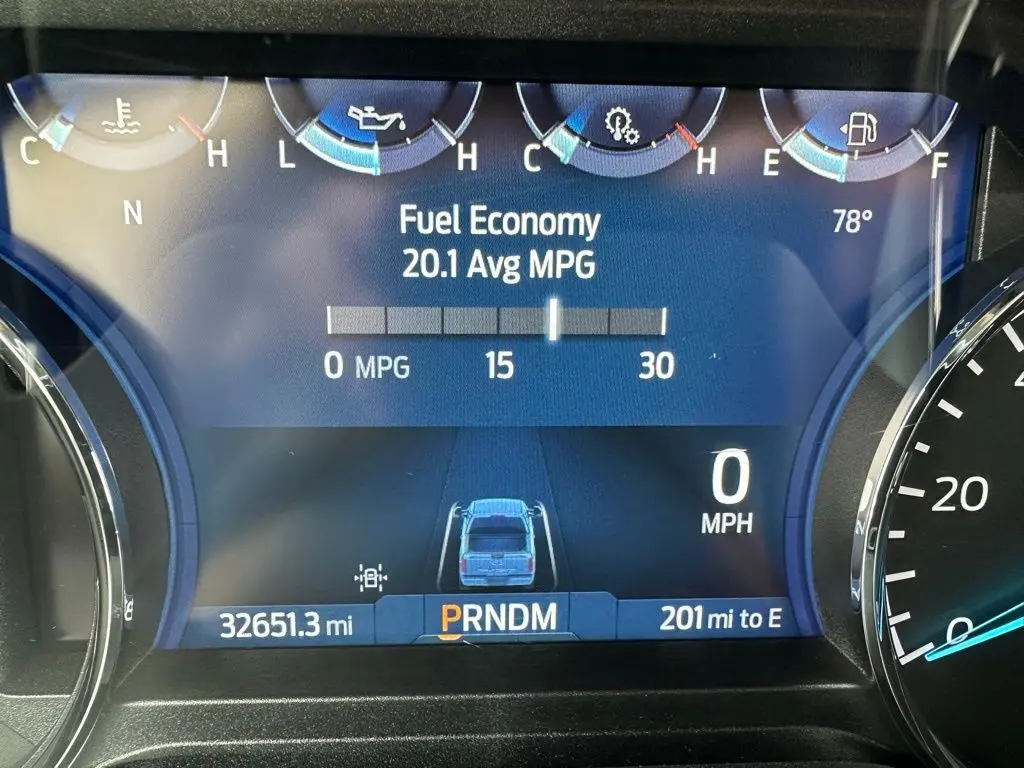 C H L H C H E F
N
78°
Fuel Economy
20.1 Avg MPG
0 MPG 15 30
0
MPH
20
0
32651.3 mi
PRNDM
201 mi to E